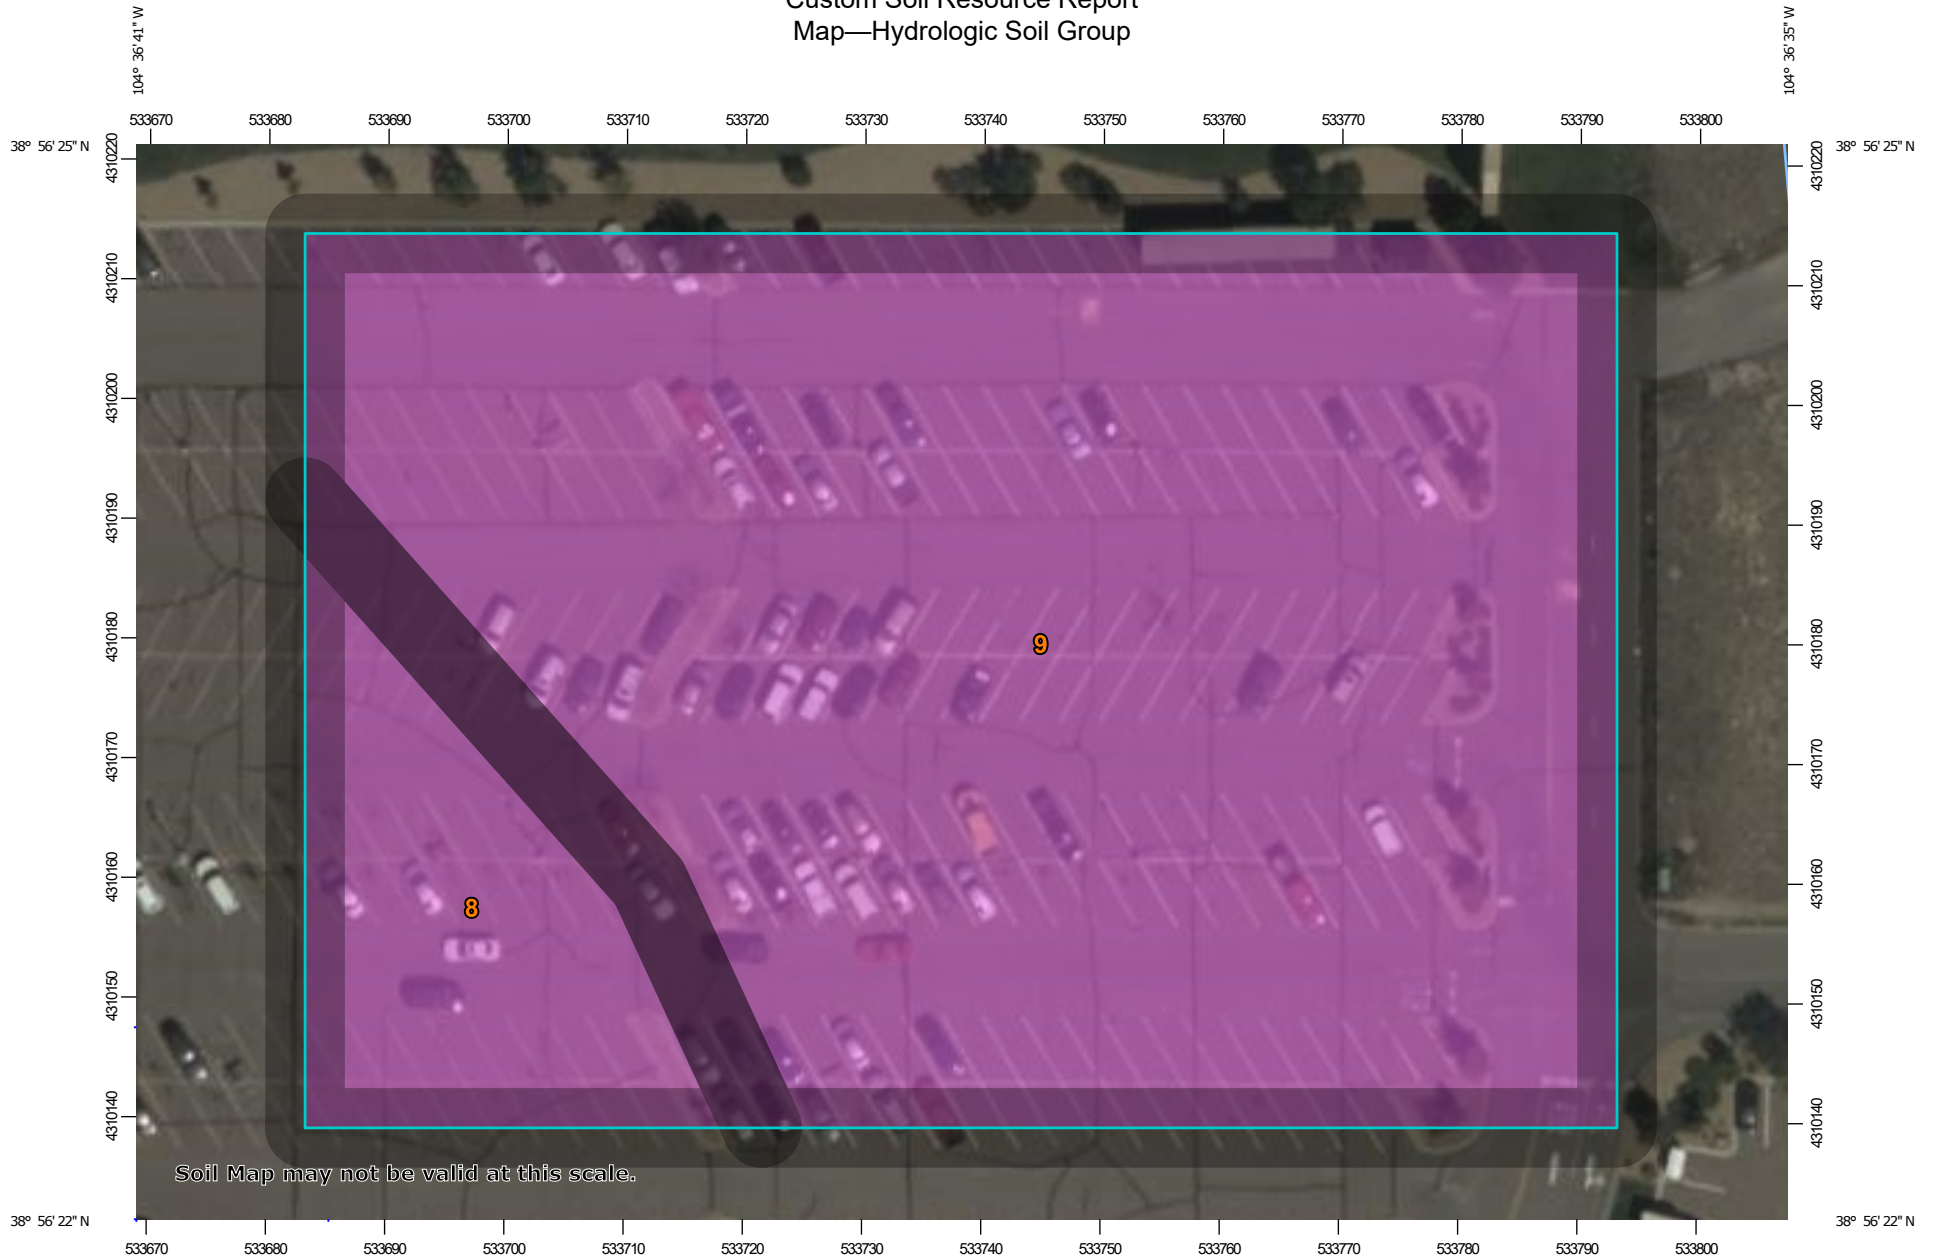 Custom Soil Resource Report
Map—Hydrologic Soil Group
104° 36' 41" W
104° 36' 35" W
533670 533680 533690 533700 533710 533720 533730 533740 533750 533760 533770 533780 533790 533800
38° 56' 25" N
38° 56' 25" N
4310220
4310220
4310210
4310210
4310200
4310200
4310190
4310190
9
4310180
4310180
4310170
4310170
4310160
4310160
8
4310150
4310150
4310140
4310140
Soil Map may not be valid at this scale.
38° 56' 22" N
38° 56' 22" N
533670 533680 533690 533700 533710 533720 533730 533740 533750 533760 533770 533780 533790 533800